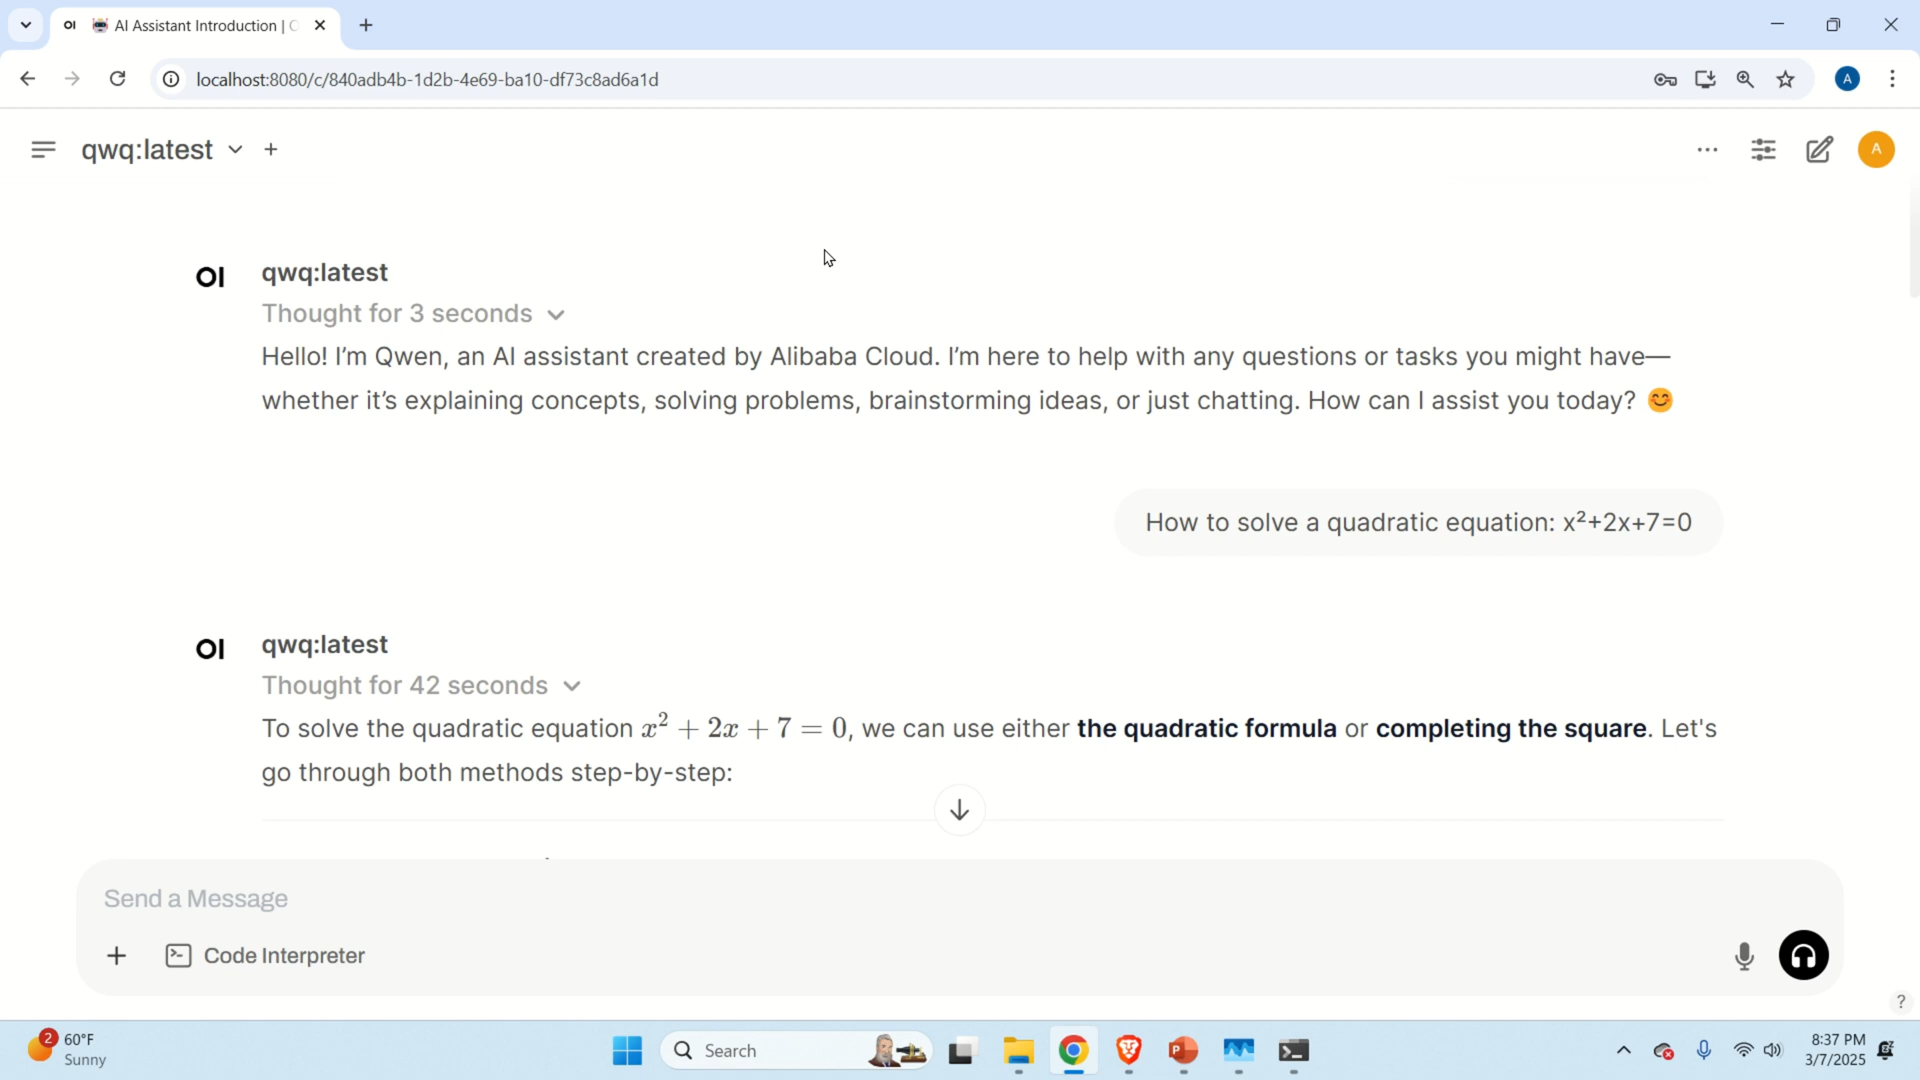 OI AI Assistant Introduction | O
localhost:8080/c/840adb4b-1d2b-4e69-ba10-df73c8ad6a1d
A
qwq:latest
A
OI qwq:latest
Thought for 3 seconds
Hello! I’m Qwen, an AI assistant created by Alibaba Cloud. I’m here to help with any questions or tasks you might have—
whether it’s explaining concepts, solving problems, brainstorming ideas, or just chatting. How can I assist you today? 😊
How to solve a quadratic equation: x²+2x+7=0
OI qwq:latest
Thought for 42 seconds
To solve the quadratic equation x² + 2x + 7 = 0, we can use either the quadratic formula or completing the square. Let's
go through both methods step-by-step:
Send a Message
Code Interpreter
?
2 60°F
Sunny
Search
P
8:37 PM
3/7/2025